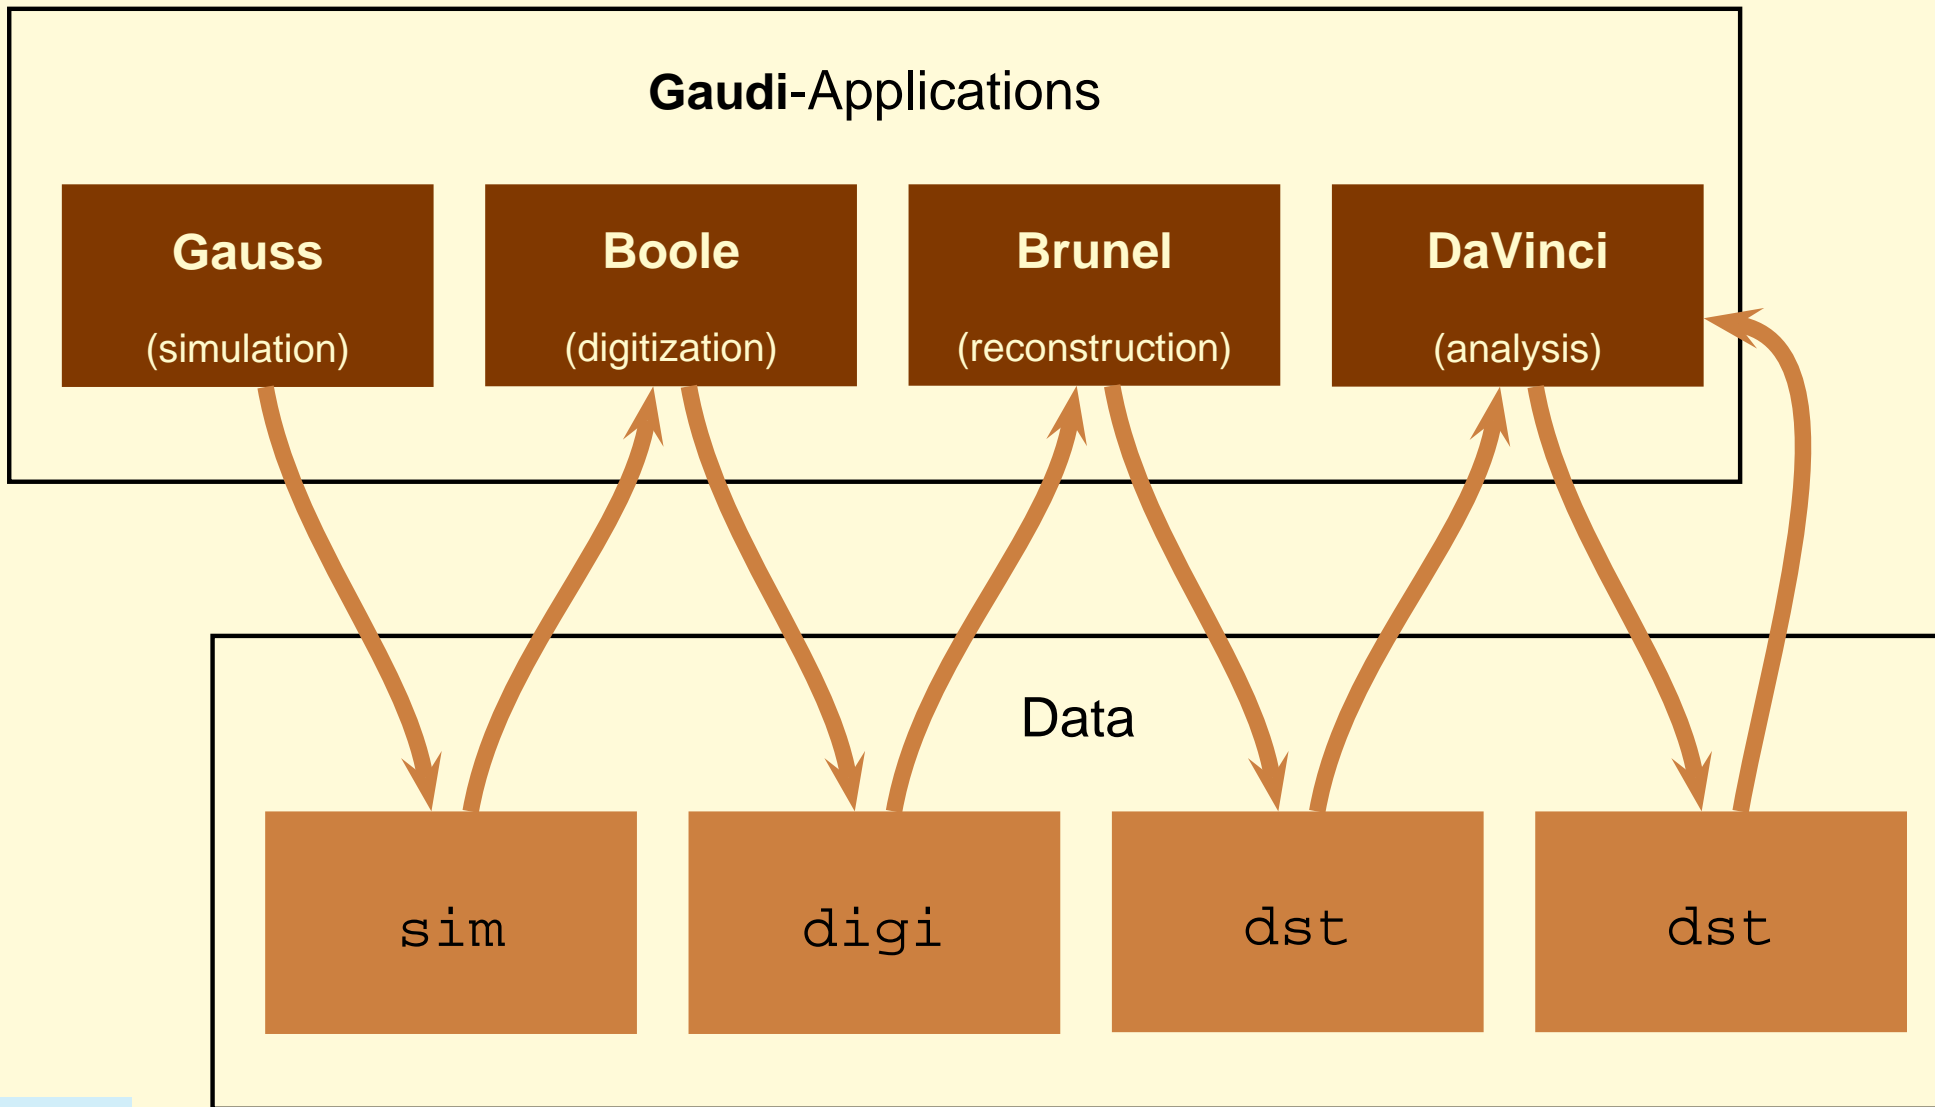 Gaudi-Applications
Gauss
(simulation)
Boole
(digitization)
Brunel
(reconstruction)
DaVinci
(analysis)
Data
sim
digi
dst
dst